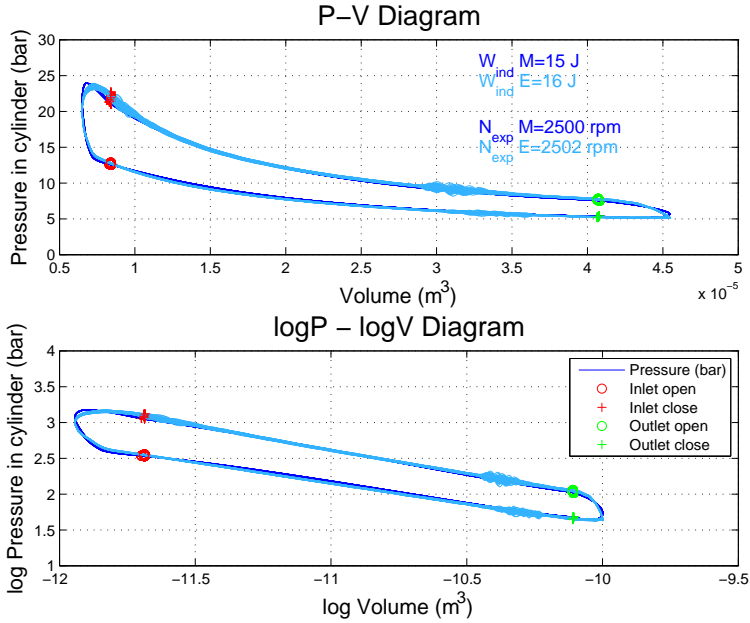 P−V Diagram
30
25
20
15
10
5
0
Pressure in cylinder (bar)
W_ind M=15 J
W_ind E=16 J
N_exp M=2500 rpm
N_exp E=2502 rpm
0.5 1 1.5 2 2.5 3 3.5 4 4.5 5
Volume (m³)
x 10⁻⁵
logP − logV Diagram
4
3.5
3
2.5
2
1.5
1
log Pressure in cylinder (bar)
Pressure (bar)
Inlet open
Inlet close
Outlet open
Outlet close
−12 −11.5 −11 −10.5 −10 −9.5
log Volume (m³)